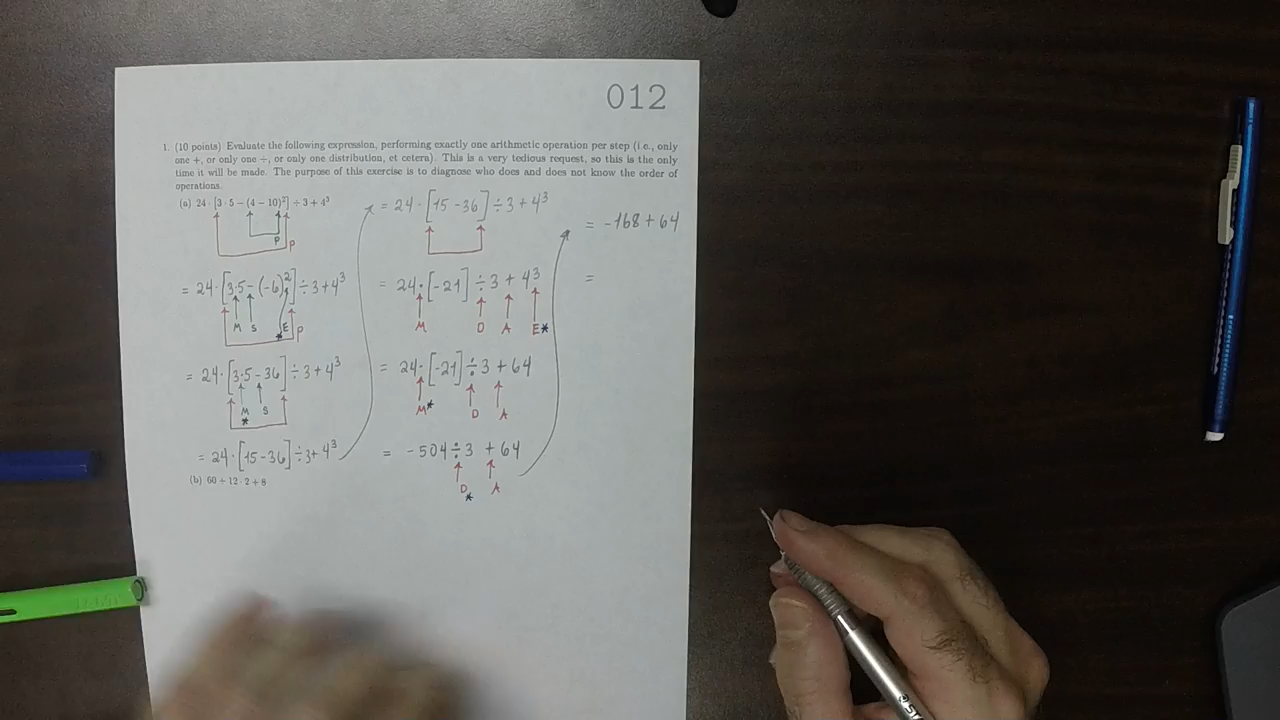 012
1. (10 points) Evaluate the following expression, performing exactly one arithmetic operation per step (i.e., only
one +, or only one ÷, or only one distribution, et cetera). This is a very tedious request, so this is the only
time it will be made. The purpose of this exercise is to diagnose who does and does not know the order of
operations.
(a) 24 · [3 · 5 − (4 − 10)²] ÷ 3 + 4³
P
P
= 24 · [3·5 − (−6)²] ÷ 3 + 4³
M S E P
*
= 24 · [3·5 − 36] ÷ 3 + 4³
M S
*
= 24 · [15 − 36] ÷ 3 + 4³
= 24 · [15 − 36] ÷ 3 + 4³
= 24 · [−21] ÷ 3 + 4³
M D A E*
= 24 · [−21] ÷ 3 + 64
M* D A
= −504 ÷ 3 + 64
D* A
= −168 + 64
=
(b) 60 ÷ 12 · 2 + 8